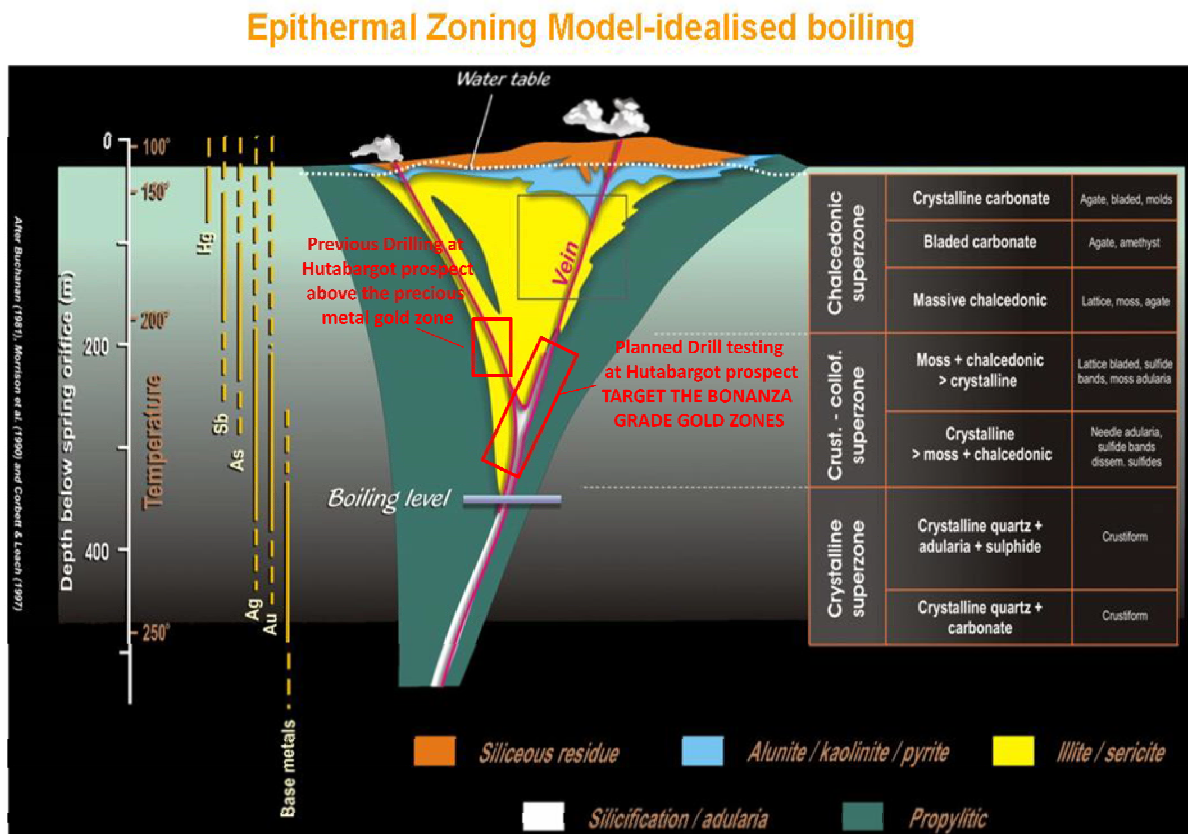 Epithermal Zoning Model-idealised boiling
Water table
0
100°
150°
200°
200
400
250°
Depth below spring orifice (m)
Temperature
After Buchanan (1981), Morrison et al. (1990) and Corbett & Leach (1997)
Hg
Sb
As
Ag
Au
Base metals
Previous Drilling at
Hutabargot prospect
above the precious
metal gold zone
Vein
Planned Drill testing
at Hutabargot prospect
TARGET THE BONANZA
GRADE GOLD ZONES
Boiling level
Chalcedonic
superzone
Crystalline carbonate
Agate, bladed, molds
Bladed carbonate
Agate, amethyst
Massive chalcedonic
Lattice, moss, agate
Crust. - collof.
superzone
Moss + chalcedonic
> crystalline
Lattice bladed, sulfide
bands, moss adularia
Crystalline
> moss + chalcedonic
Needle adularia,
sulfide bands
dissem. sulfides
Crystalline
superzone
Crystalline quartz +
adularia + sulphide
Crustiform
Crystalline quartz +
carbonate
Crustiform
Siliceous residue
Alunite / kaolinite / pyrite
Illite / sericite
Silicification / adularia
Propylitic